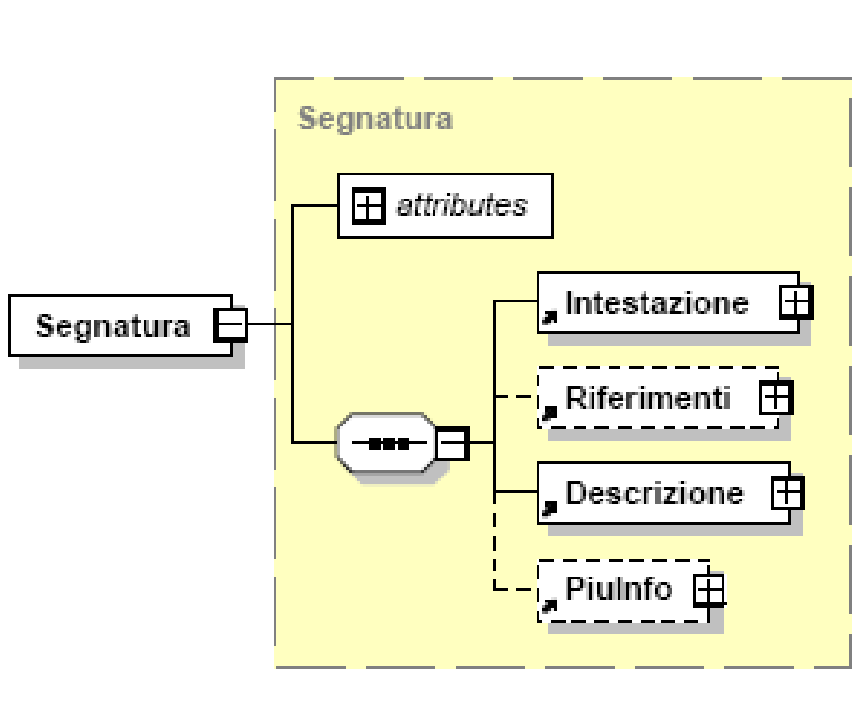 Segnatura
attributes
Segnatura
Intestazione
Riferimenti
Descrizione
PiuInfo